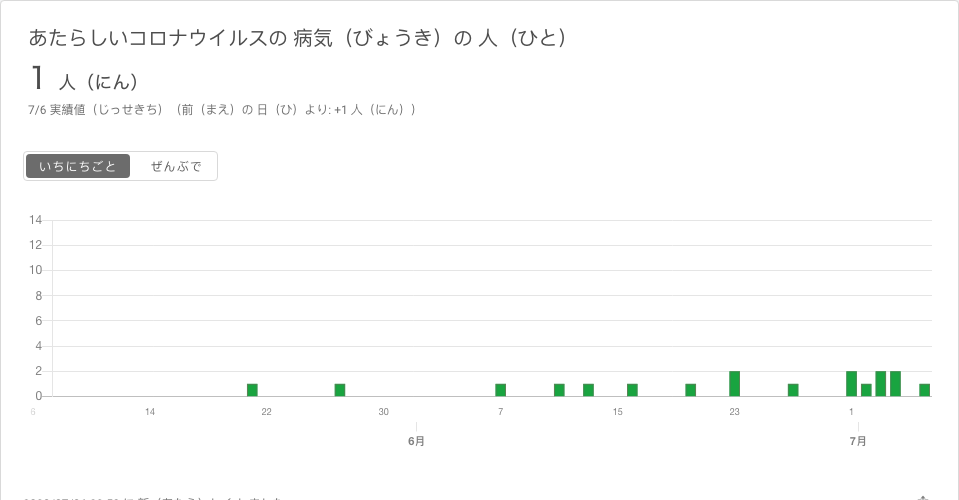 あたらしいコロナウイルスの 病気（びょうき）の 人（ひと）
1 人（にん）
7/6 実績値（じっせきち）（前（まえ）の 日（ひ）より: +1 人（にん））
いちにちごと ぜんぶで
14
12
10
8
6
4
2
0
6 14 22 30 7 15 23 1
6月 7月